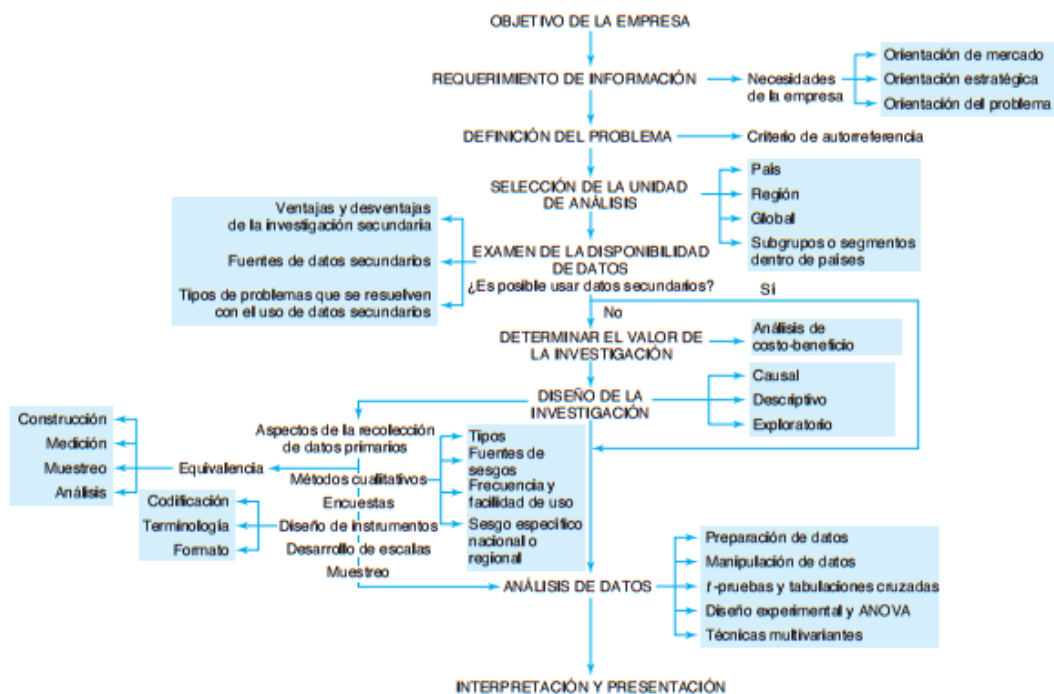 OBJETIVO DE LA EMPRESA
REQUERIMIENTO DE INFORMACIÓN
Necesidades
de la empresa
Orientación de mercado
Orientación estratégica
Orientación del problema
DEFINICIÓN DEL PROBLEMA
Criterio de autorreferencia
SELECCIÓN DE LA UNIDAD
DE ANÁLISIS
País
Región
Global
Subgrupos o segmentos
dentro de países
Ventajas y desventajas
de la investigación secundaria
Fuentes de datos secundarios
Tipos de problemas que se resuelven
con el uso de datos secundarios
EXAMEN DE LA DISPONIBILIDAD
DE DATOS
¿Es posible usar datos secundarios?
Sí
No
DETERMINAR EL VALOR DE
LA INVESTIGACIÓN
Análisis de
costo-beneficio
DISEÑO DE LA
INVESTIGACIÓN
Causal
Descriptivo
Exploratorio
Aspectos de la recolección
de datos primarios
Construcción
Medición
Muestreo
Análisis
Equivalencia
Métodos cualitativos
Tipos
Fuentes de
sesgos
Frecuencia y
facillidad de uso
Sesgo específico
nacional o
regional
Encuestas
Codificación
Terminología
Formato
Diseño de instrumentos
Desarrollo de escalas
Muestreo
ANÁLISIS DE DATOS
Preparación de datos
Manipulación de datos
t-pruebas y tabulaciones cruzadas
Diseño experimental y ANOVA
Técnicas multivariantes
INTERPRETACIÓN Y PRESENTACIÓN